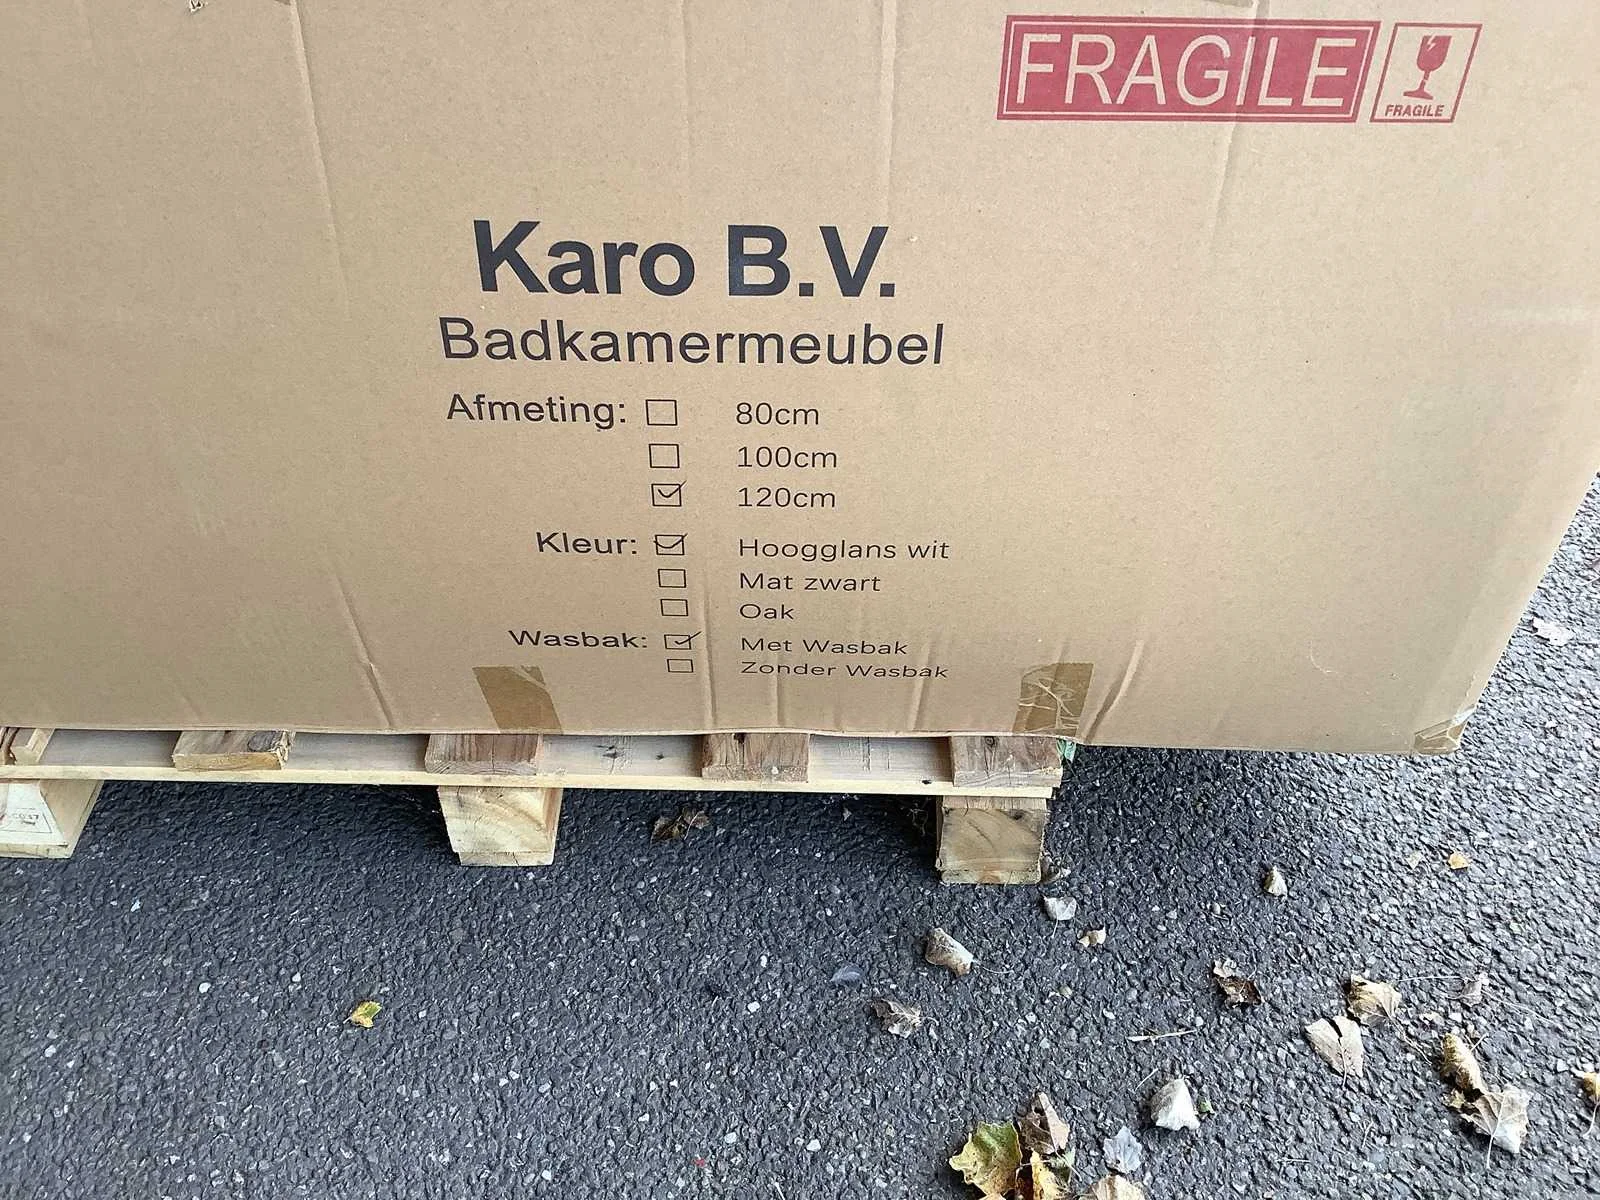 FRAGILE
FRAGILE
Karo B.V.
Badkamermeubel
Afmeting: 80cm
100cm
120cm
Kleur: Hoogglans wit
Mat zwart
Oak
Wasbak: Met Wasbak
Zonder Wasbak